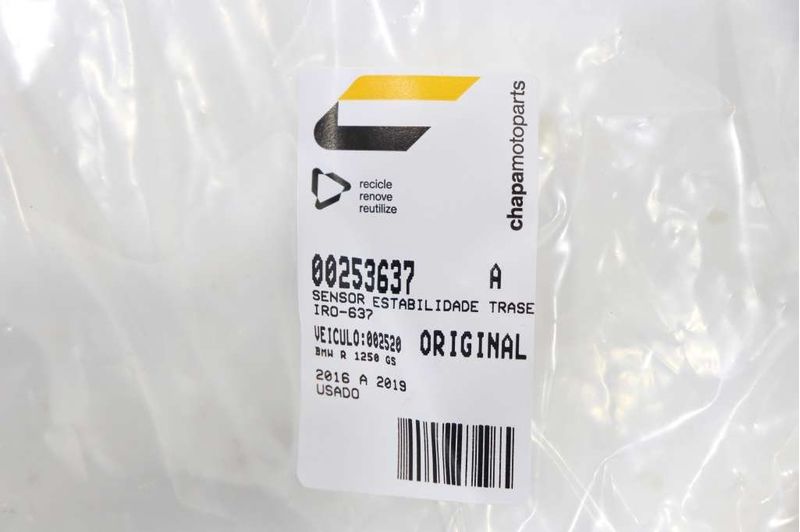 chapamotoparts
recicle
renove
reutilize
00253637 A
SENSOR ESTABILIDADE TRASE
IRO-637
VEICULO:002520 ORIGINAL
BMW R 1250 GS
2016 A 2019
USADO